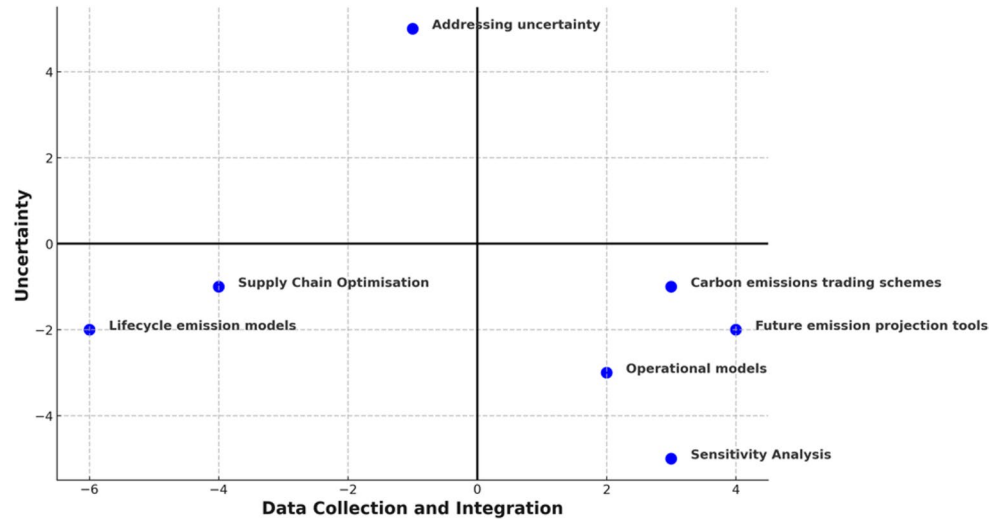 Addressing uncertainty
4
2
0
Supply Chain Optimisation
Carbon emissions trading schemes
−2
Lifecycle emission models
Future emission projection tools
Operational models
−4
Sensitivity Analysis
Uncertainty
−6
−4
−2
0
2
4
Data Collection and Integration